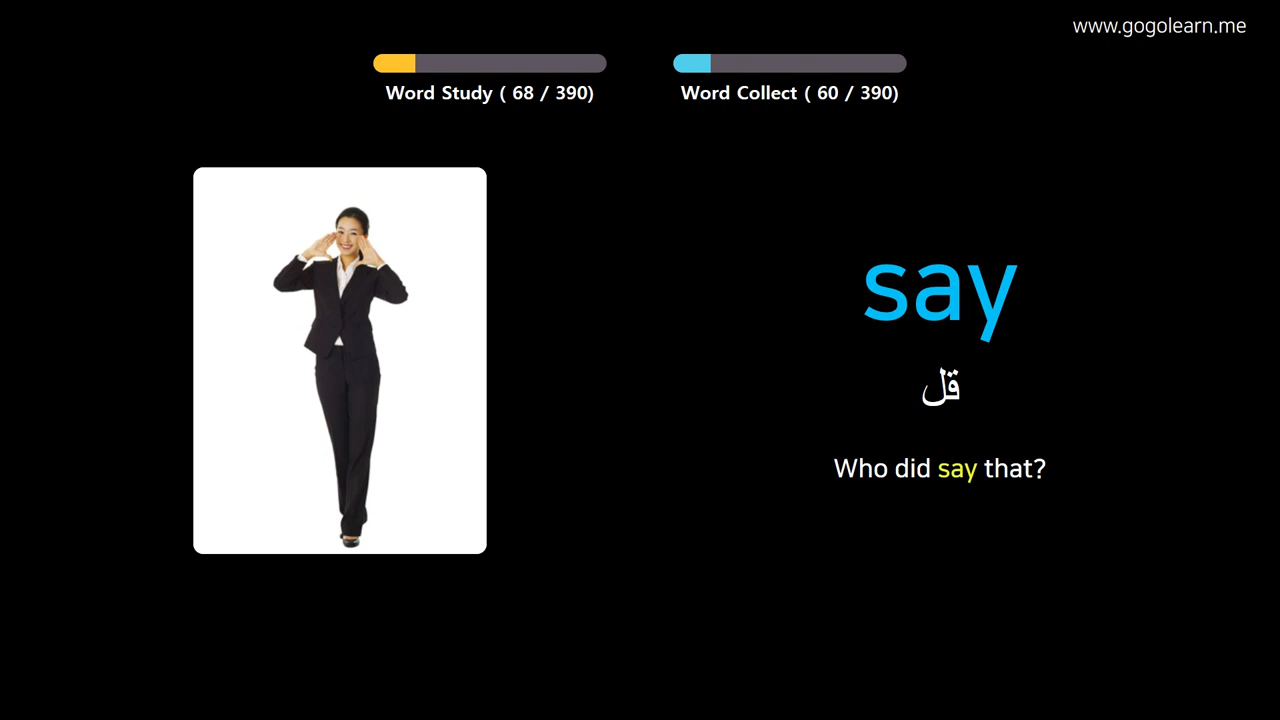 www.gogolearn.me
Word Study ( 68 / 390)
Word Collect ( 60 / 390)
say
قل
Who did say that?